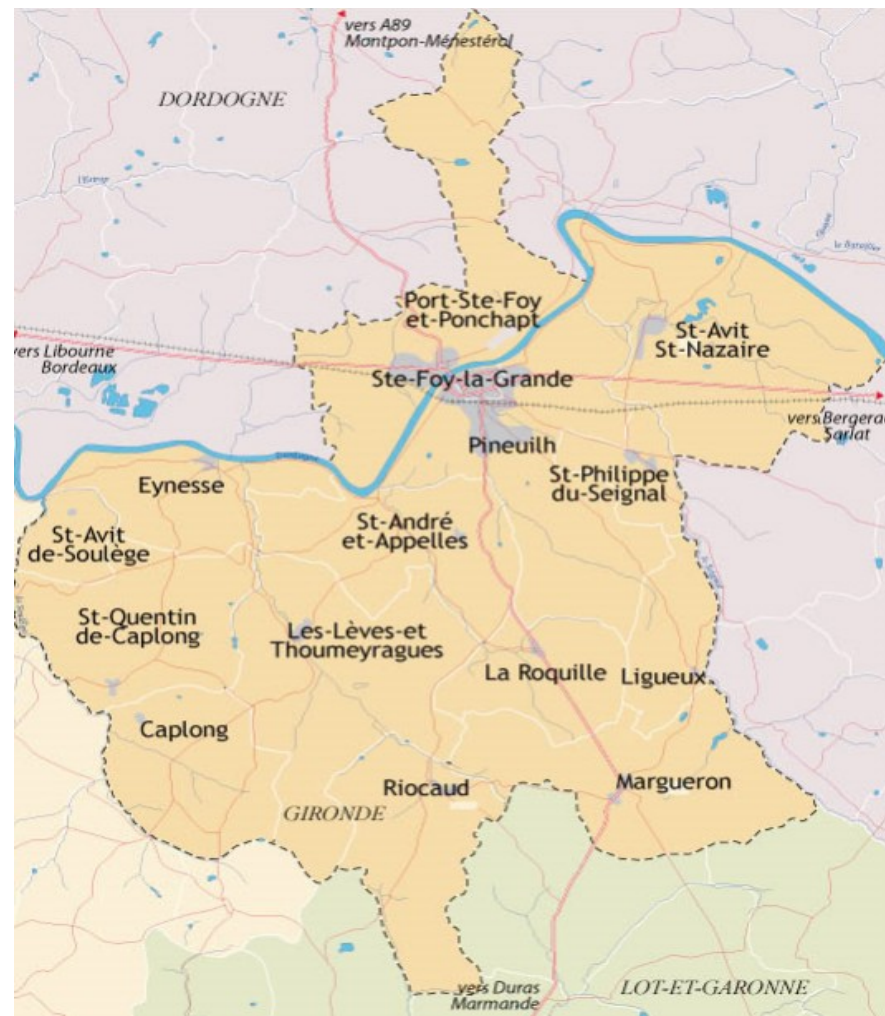 vers A89
Montpon-Ménestérol
DORDOGNE
Port-Ste-Foy
et-Ponchapt
St-Avit
St-Nazaire
vers Libourne
Bordeaux
Ste-Foy-la-Grande
vers Bergerac
Sarlat
Pineuilh
Dordogne
St-Philippe
du-Seignal
Eynesse
St-André
et-Appelles
St-Avit
de-Soulège
St-Quentin
de-Caplong
Les-Lèves-et
Thoumeyragues
La Roquille
Ligueux
Caplong
Riocaud
Margueron
GIRONDE
vers Duras
Marmande
LOT-ET-GARONNE